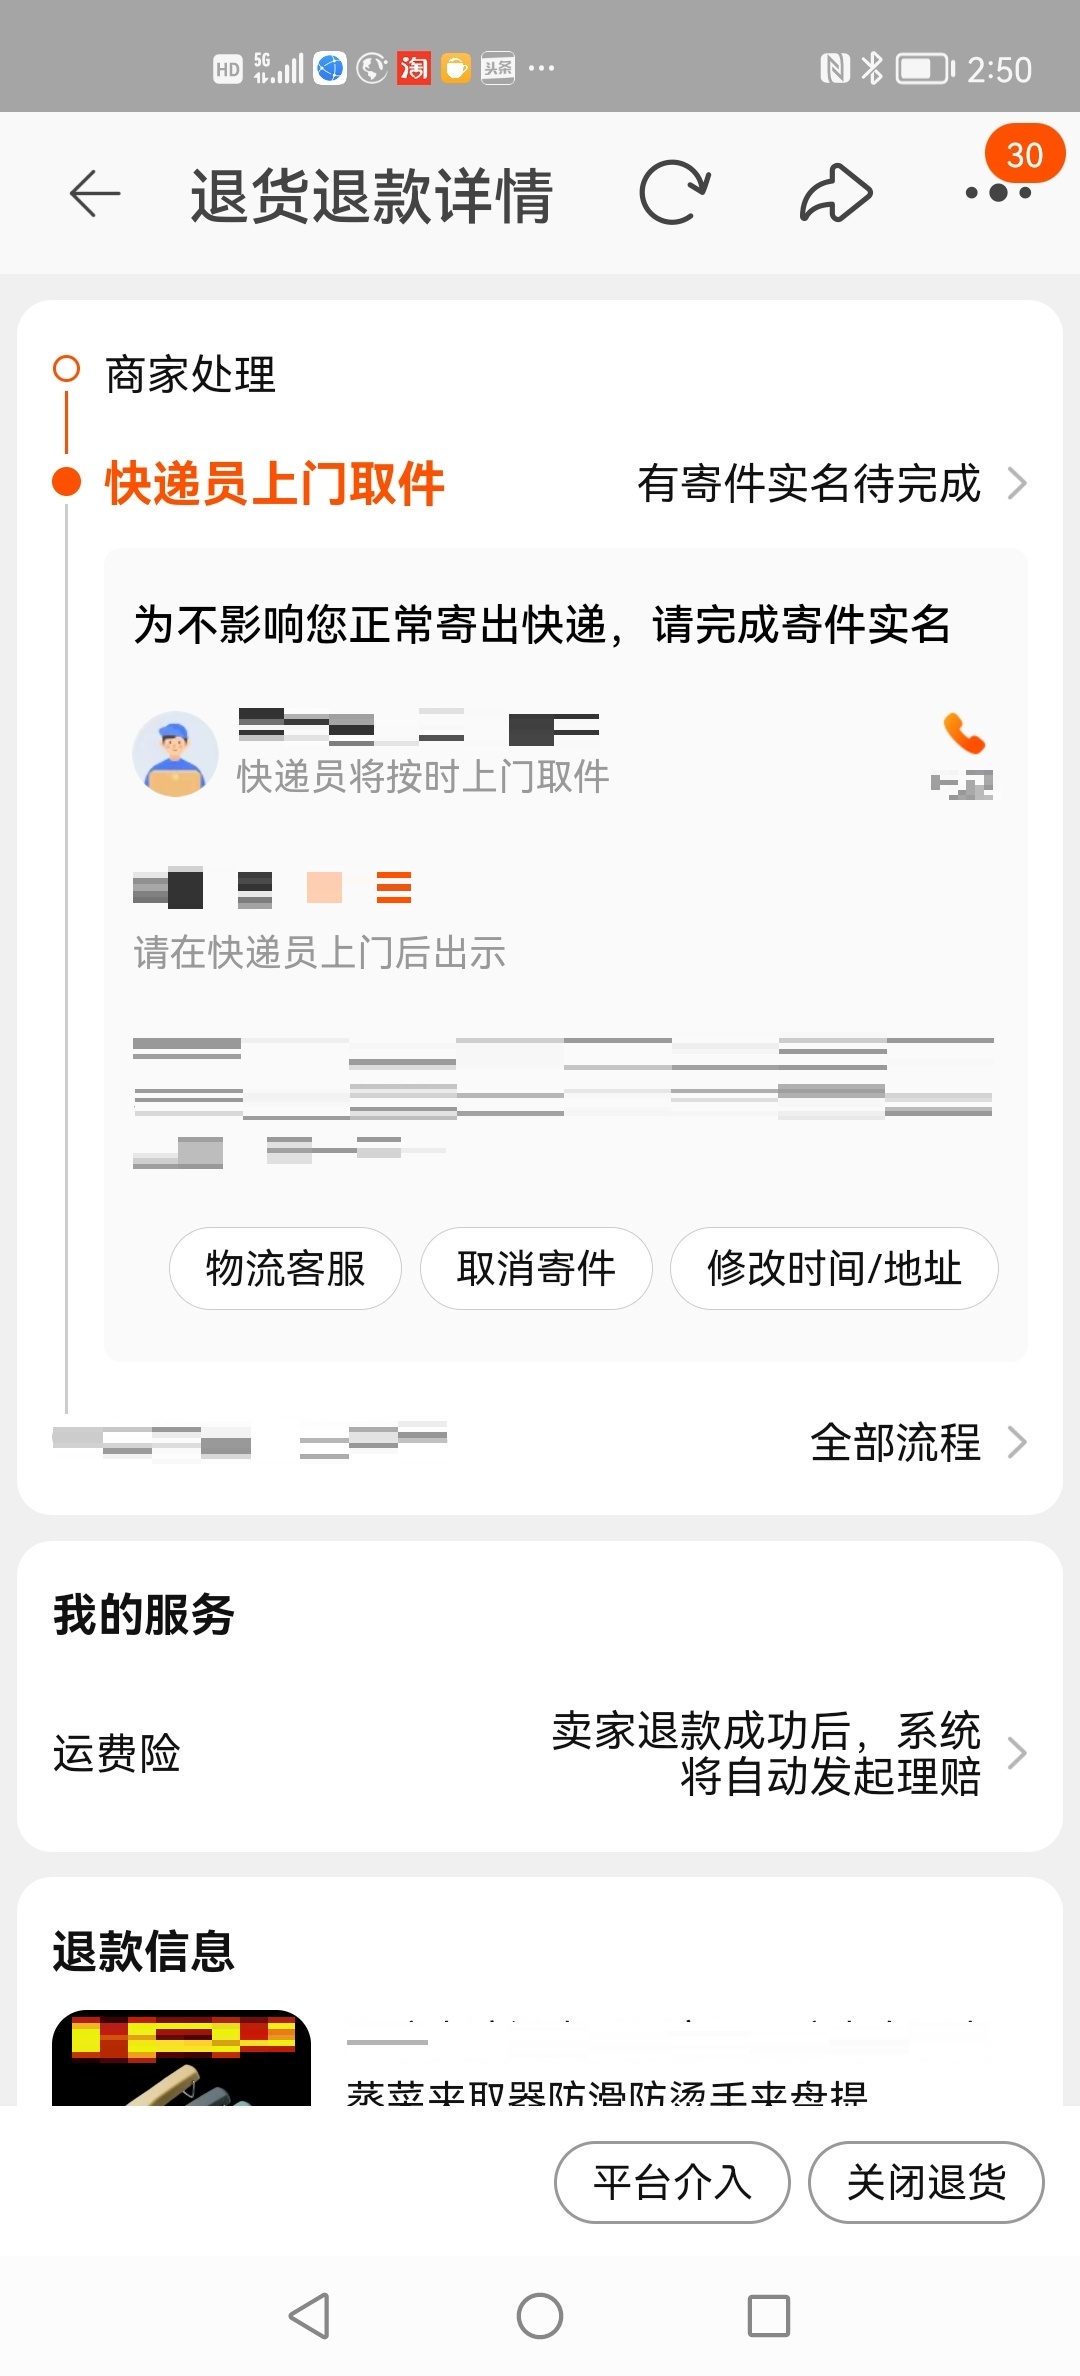 HD 5G 淘 头条 ··· 2:50
退货退款详情 30
商家处理
快递员上门取件 有寄件实名待完成
为不影响您正常寄出快递，请完成寄件实名
快递员将按时上门取件
请在快递员上门后出示
物流客服 取消寄件 修改时间/地址
全部流程
我的服务
运费险 卖家退款成功后，系统
将自动发起理赔
退款信息
蒸菜夹取器防滑防烫手夹盘提
平台介入 关闭退货